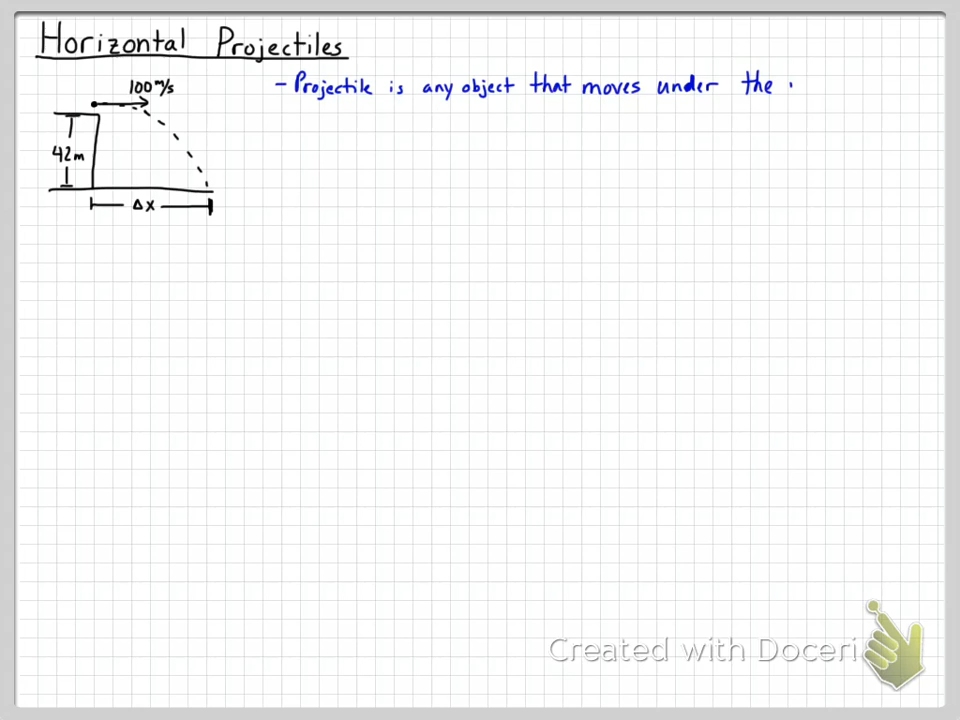 Horizontal Projectiles
100 m/s
- Projectile is any object that moves under the
42m
Δx
Created with Doceri